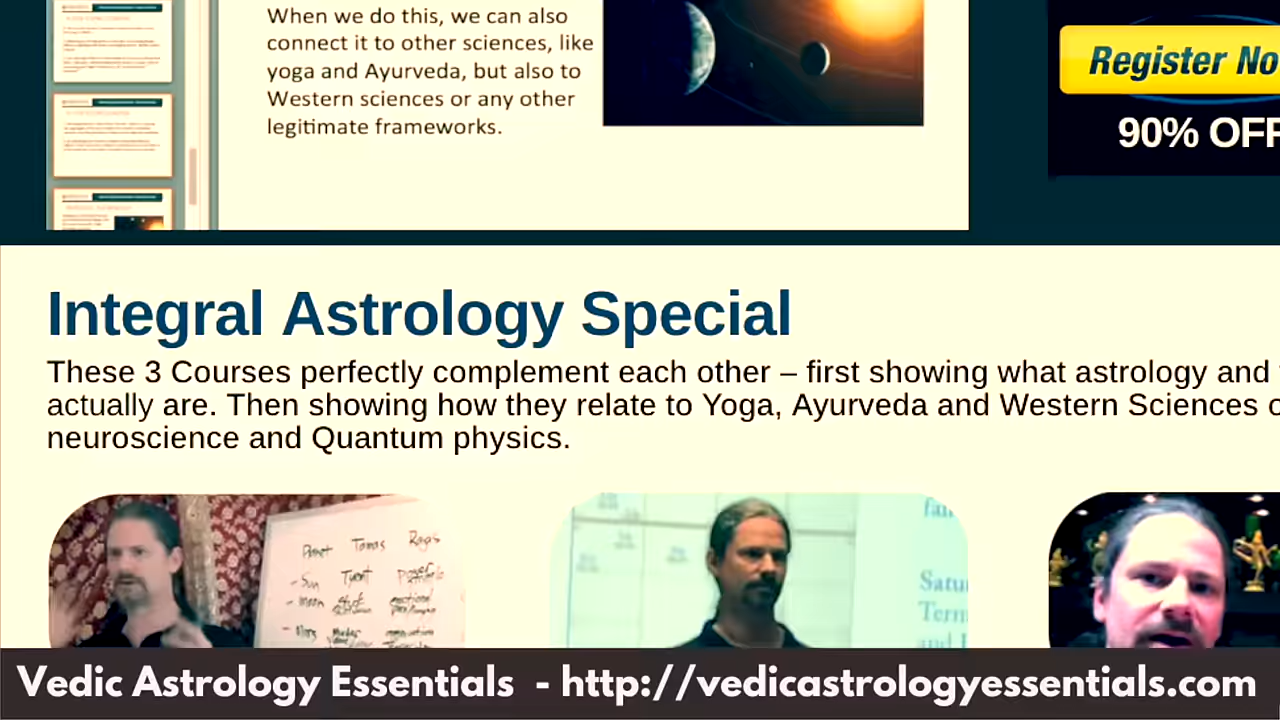 When we do this, we can also
connect it to other sciences, like
yoga and Ayurveda, but also to
Western sciences or any other
legitimate frameworks.
Register No
90% OFF
Integral Astrology Special
These 3 Courses perfectly complement each other – first showing what astrology and
actually are. Then showing how they relate to Yoga, Ayurveda and Western Sciences
neuroscience and Quantum physics.
Planet Tamas Rajas
- Sun Tyrant
- Moon
Satu
Term
and
Vedic Astrology Essentials - http://vedicastrologyessentials.com